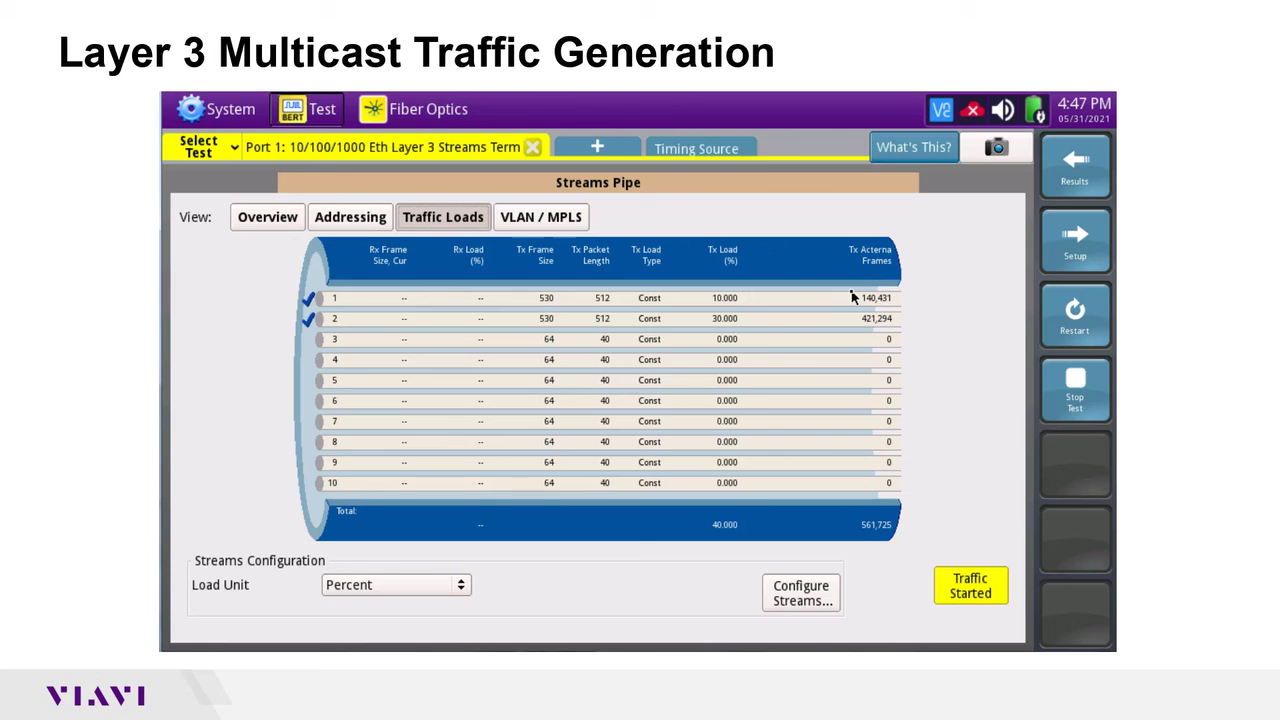 Layer 3 Multicast Traffic Generation
System
BERT
Test
Fiber Optics
4:47 PM
05/31/2021
Select Test
Port 1: 10/100/1000 Eth Layer 3 Streams Term
+
Timing Source
What's This?
Streams Pipe
View: Overview Addressing Traffic Loads VLAN / MPLS
Rx Frame Size, Cur Rx Load (%) Tx Frame Size Tx Packet Length Tx Load Type Tx Load (%) Tx Acterna Frames
1 -- -- 530 512 Const 10.000 140,431
2 -- -- 530 512 Const 30.000 421,294
3 -- -- 64 40 Const 0.000 0
4 -- -- 64 40 Const 0.000 0
5 -- -- 64 40 Const 0.000 0
6 -- -- 64 40 Const 0.000 0
7 -- -- 64 40 Const 0.000 0
8 -- -- 64 40 Const 0.000 0
9 -- -- 64 40 Const 0.000 0
10 -- -- 64 40 Const 0.000 0
Total:
-- 40.000 561,725
Streams Configuration
Load Unit Percent
Configure Streams...
Traffic Started
Results
Setup
Restart
Stop Test
VIAVI